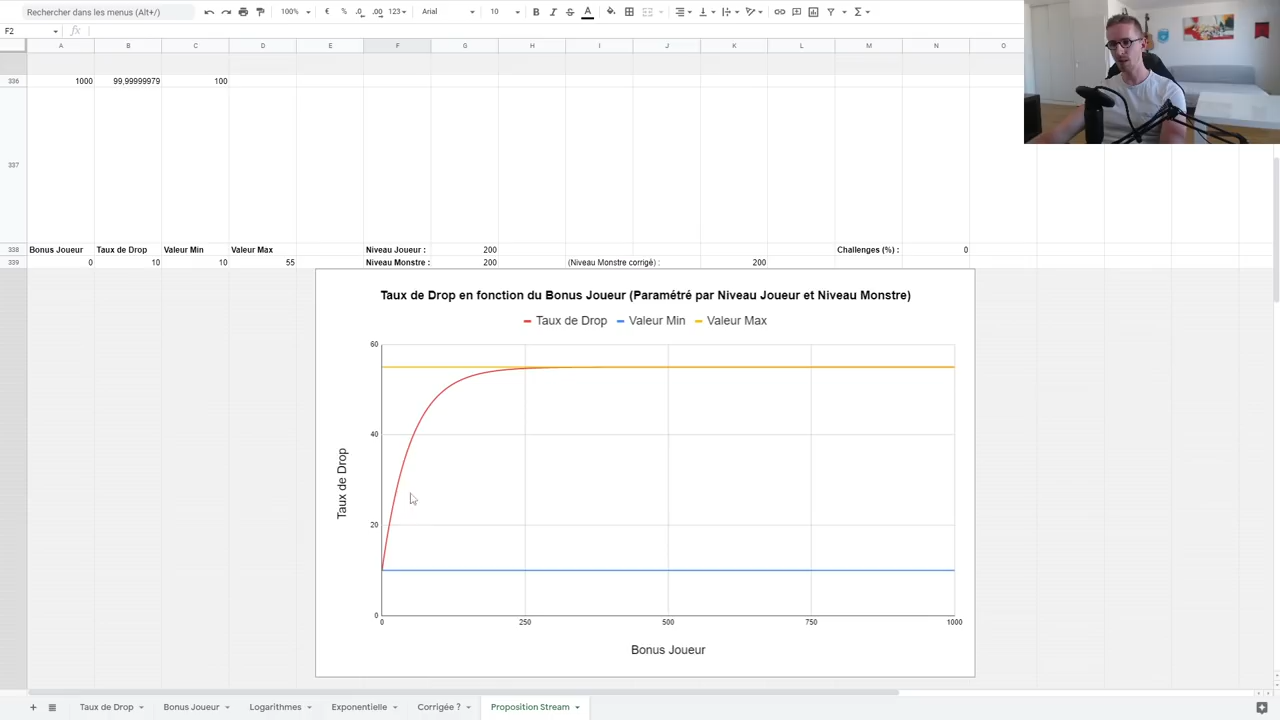 Rechercher dans les menus (Alt+/)
100%
€ % .0 .00 123
Arial
10
B I S A
F2
fx
A B C D E F G H I J K L M N O
336 1000 99,99999979 100
337
338 Bonus Joueur Taux de Drop Valeur Min Valeur Max Niveau Joueur : 200 Challenges (%) : 0
339 0 10 10 55 Niveau Monstre : 200 (Niveau Monstre corrigé) : 200
Taux de Drop en fonction du Bonus Joueur (Paramétré par Niveau Joueur et Niveau Monstre)
Taux de Drop Valeur Min Valeur Max
60
40
20
0
Taux de Drop
0 250 500 750 1000
Bonus Joueur
Taux de Drop Bonus Joueur Logarithmes Exponentielle Corrigée ? Proposition Stream